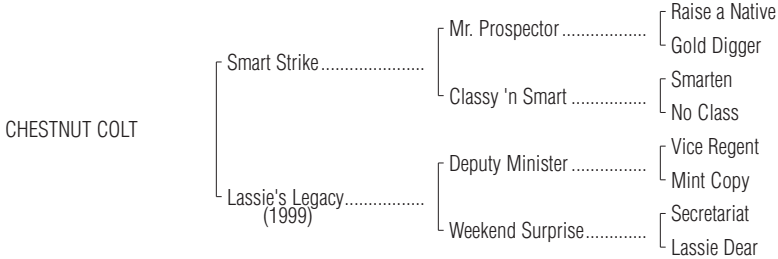 Raise a Native
Mr. Prospector..................
Gold Digger
Smart Strike......................
Smarten
Classy 'n Smart................
No Class
CHESTNUT COLT
Vice Regent
Deputy Minister................
Mint Copy
Lassie's Legacy.................
(1999)
Secretariat
Weekend Surprise.............
Lassie Dear